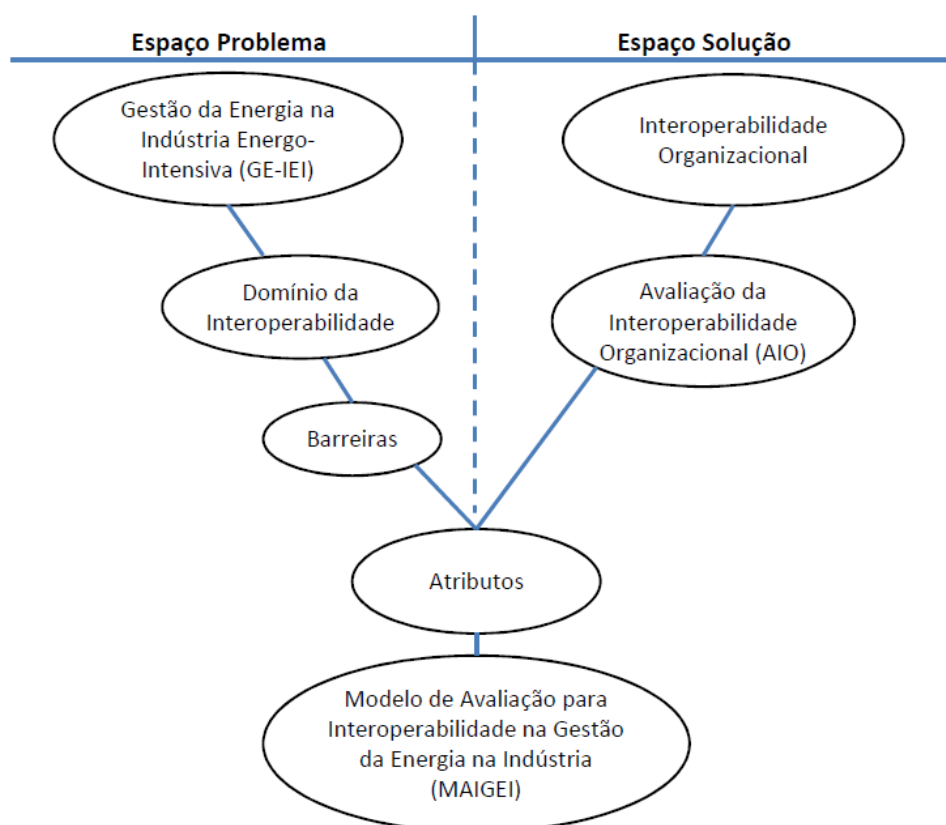 Espaço Problema
Espaço Solução
Gestão da Energia na
Indústria Energo-
Intensiva (GE-IEI)
Interoperabilidade
Organizacional
Domínio da
Interoperabilidade
Avaliação da
Interoperabilidade
Organizacional (AIO)
Barreiras
Atributos
Modelo de Avaliação para
Interoperabilidade na Gestão
da Energia na Indústria
(MAIGEI)